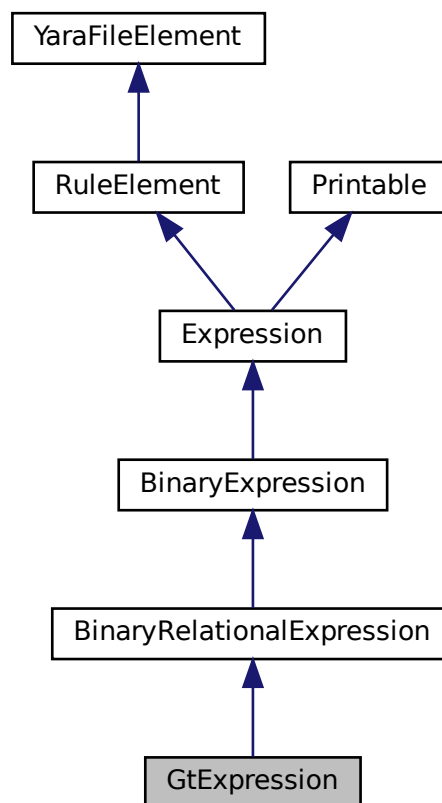 YaraFileElement
RuleElement
Printable
Expression
BinaryExpression
BinaryRelationalExpression
GtExpression